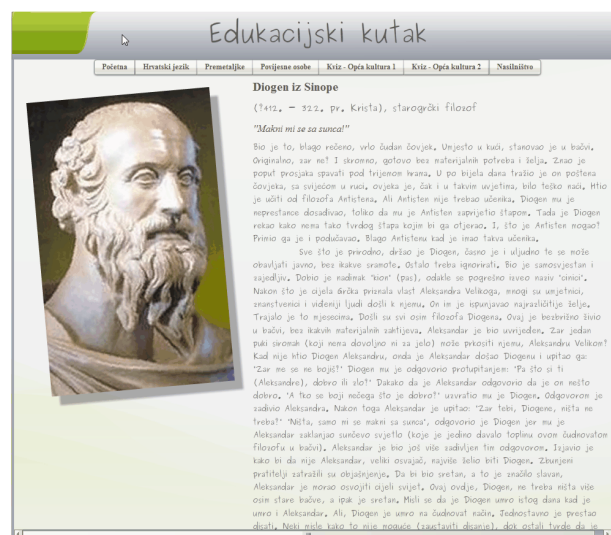 Edukacijski kutak
Početna Hrvatski jezik Premetaljke Povijesne osobe Kviz - Opća kultura 1 Kviz - Opća kultura 2 Nasilništvo
Diogen iz Sinope
(?412. - 322. pr. Krista), starogrčki filozof
"Makni mi se sa sunca!"
Bio je to, blago rečeno, vrlo čudan čovjek. Umjesto u kući, stanovao je u bačvi.
Originalno, zar ne? I skromno, gotovo bez materijalnih potreba i želja. Znao je
poput prosjaka spavati pod trijemom hrama. U po bijela dana tražio je on poštena
čovjeka, sa svijećom u ruci, ovjeka je, čak i u takvim uvjetima, bilo teško naći. Htio
je učiti od filozofa Antistena. Ali Antisten nije trebao učenika. Diogen mu je
neprestance dosađivao, toliko da mu je Antisten zaprijetio štapom. Tada je Diogen
rekao kako nema tako tvrdog štapa kojim bi ga otjerao. I, što je Antisten mogao?
Primio ga je i podučavao. Blago Antistenu kad je imao takva učenika.
Sve što je prirodno, držao je Diogen, časno je i uljudno te se može
obavljati javno, bez ikakve sramote. Ostalo treba ignorirati. Bio je samosvjestan i
zajedljiv. Dobio je nadimak "kion" (pas), odakle se pogrešno izveo naziv "cinici".
Nakon što je cijela Grčka priznala vlast Aleksandra Velikoga, mnogi su umjetnici,
znanstvenici i viđeniji ljudi došli k njemu. On im je ispunjavao najrazličitije želje.
Trajalo je to mjesecima. Došli su svi osim filozofa Diogena. Ovaj je bezbrižno živio
u bačvi, bez ikakvih materijalnih zahtijeva. Aleksandar je bio uvrijeđen. Zar jedan
puki siromah (koji nema dovoljno ni za jelo) može prkositi njemu, Aleksandru Velikom?
Kad nije htio Diogen Aleksandru, onda je Aleksandar došao Diogenu i upitao ga:
"Zar me se ne bojiš?" Diogen mu je odgovorio protupitanjem: "Pa što si ti
(Aleksandre), dobro ili zlo?" Dakako da je Aleksandar odgovorio da je on nešto
dobro. "A tko se boji nečega što je dobro?" uzvratio mu je Diogen. Odgovorom je
zadivio Aleksandra. Nakon toga Aleksandar je upitao: "Zar tebi, Diogene, ništa ne
treba?" "Ništa, samo mi se makni sa sunca", odgovorio je Diogen jer mu je
Aleksandar zaklanjao sunčevo svjetlo (koje je jedino davalo toplinu ovom čudnovatom
filozofu u bačvi). Aleksandar je bio još više zadivljen tim odgovorom. Izjavio je
kako bi da nije Aleksandar, veliki osvajač, najviše želio biti Diogen. Zbunjeni
pratitelji zatražili su objašnjenje. Da bi bio sretan, a to je značilo slavan,
Aleksandar je morao osvojiti cijeli svijet. Ovaj ovdje, Diogen, ne treba ništa više
osim stare bačve, a ipak je sretan. Misli se da je Diogen umro istog dana kad je
umro i Aleksandar. Ali, Diogen je umro na čudnovat način. Jednostavno je prestao
disati. Neki misle kako to nije moguće (zaustaviti disanje), dok ostali tvrde da je